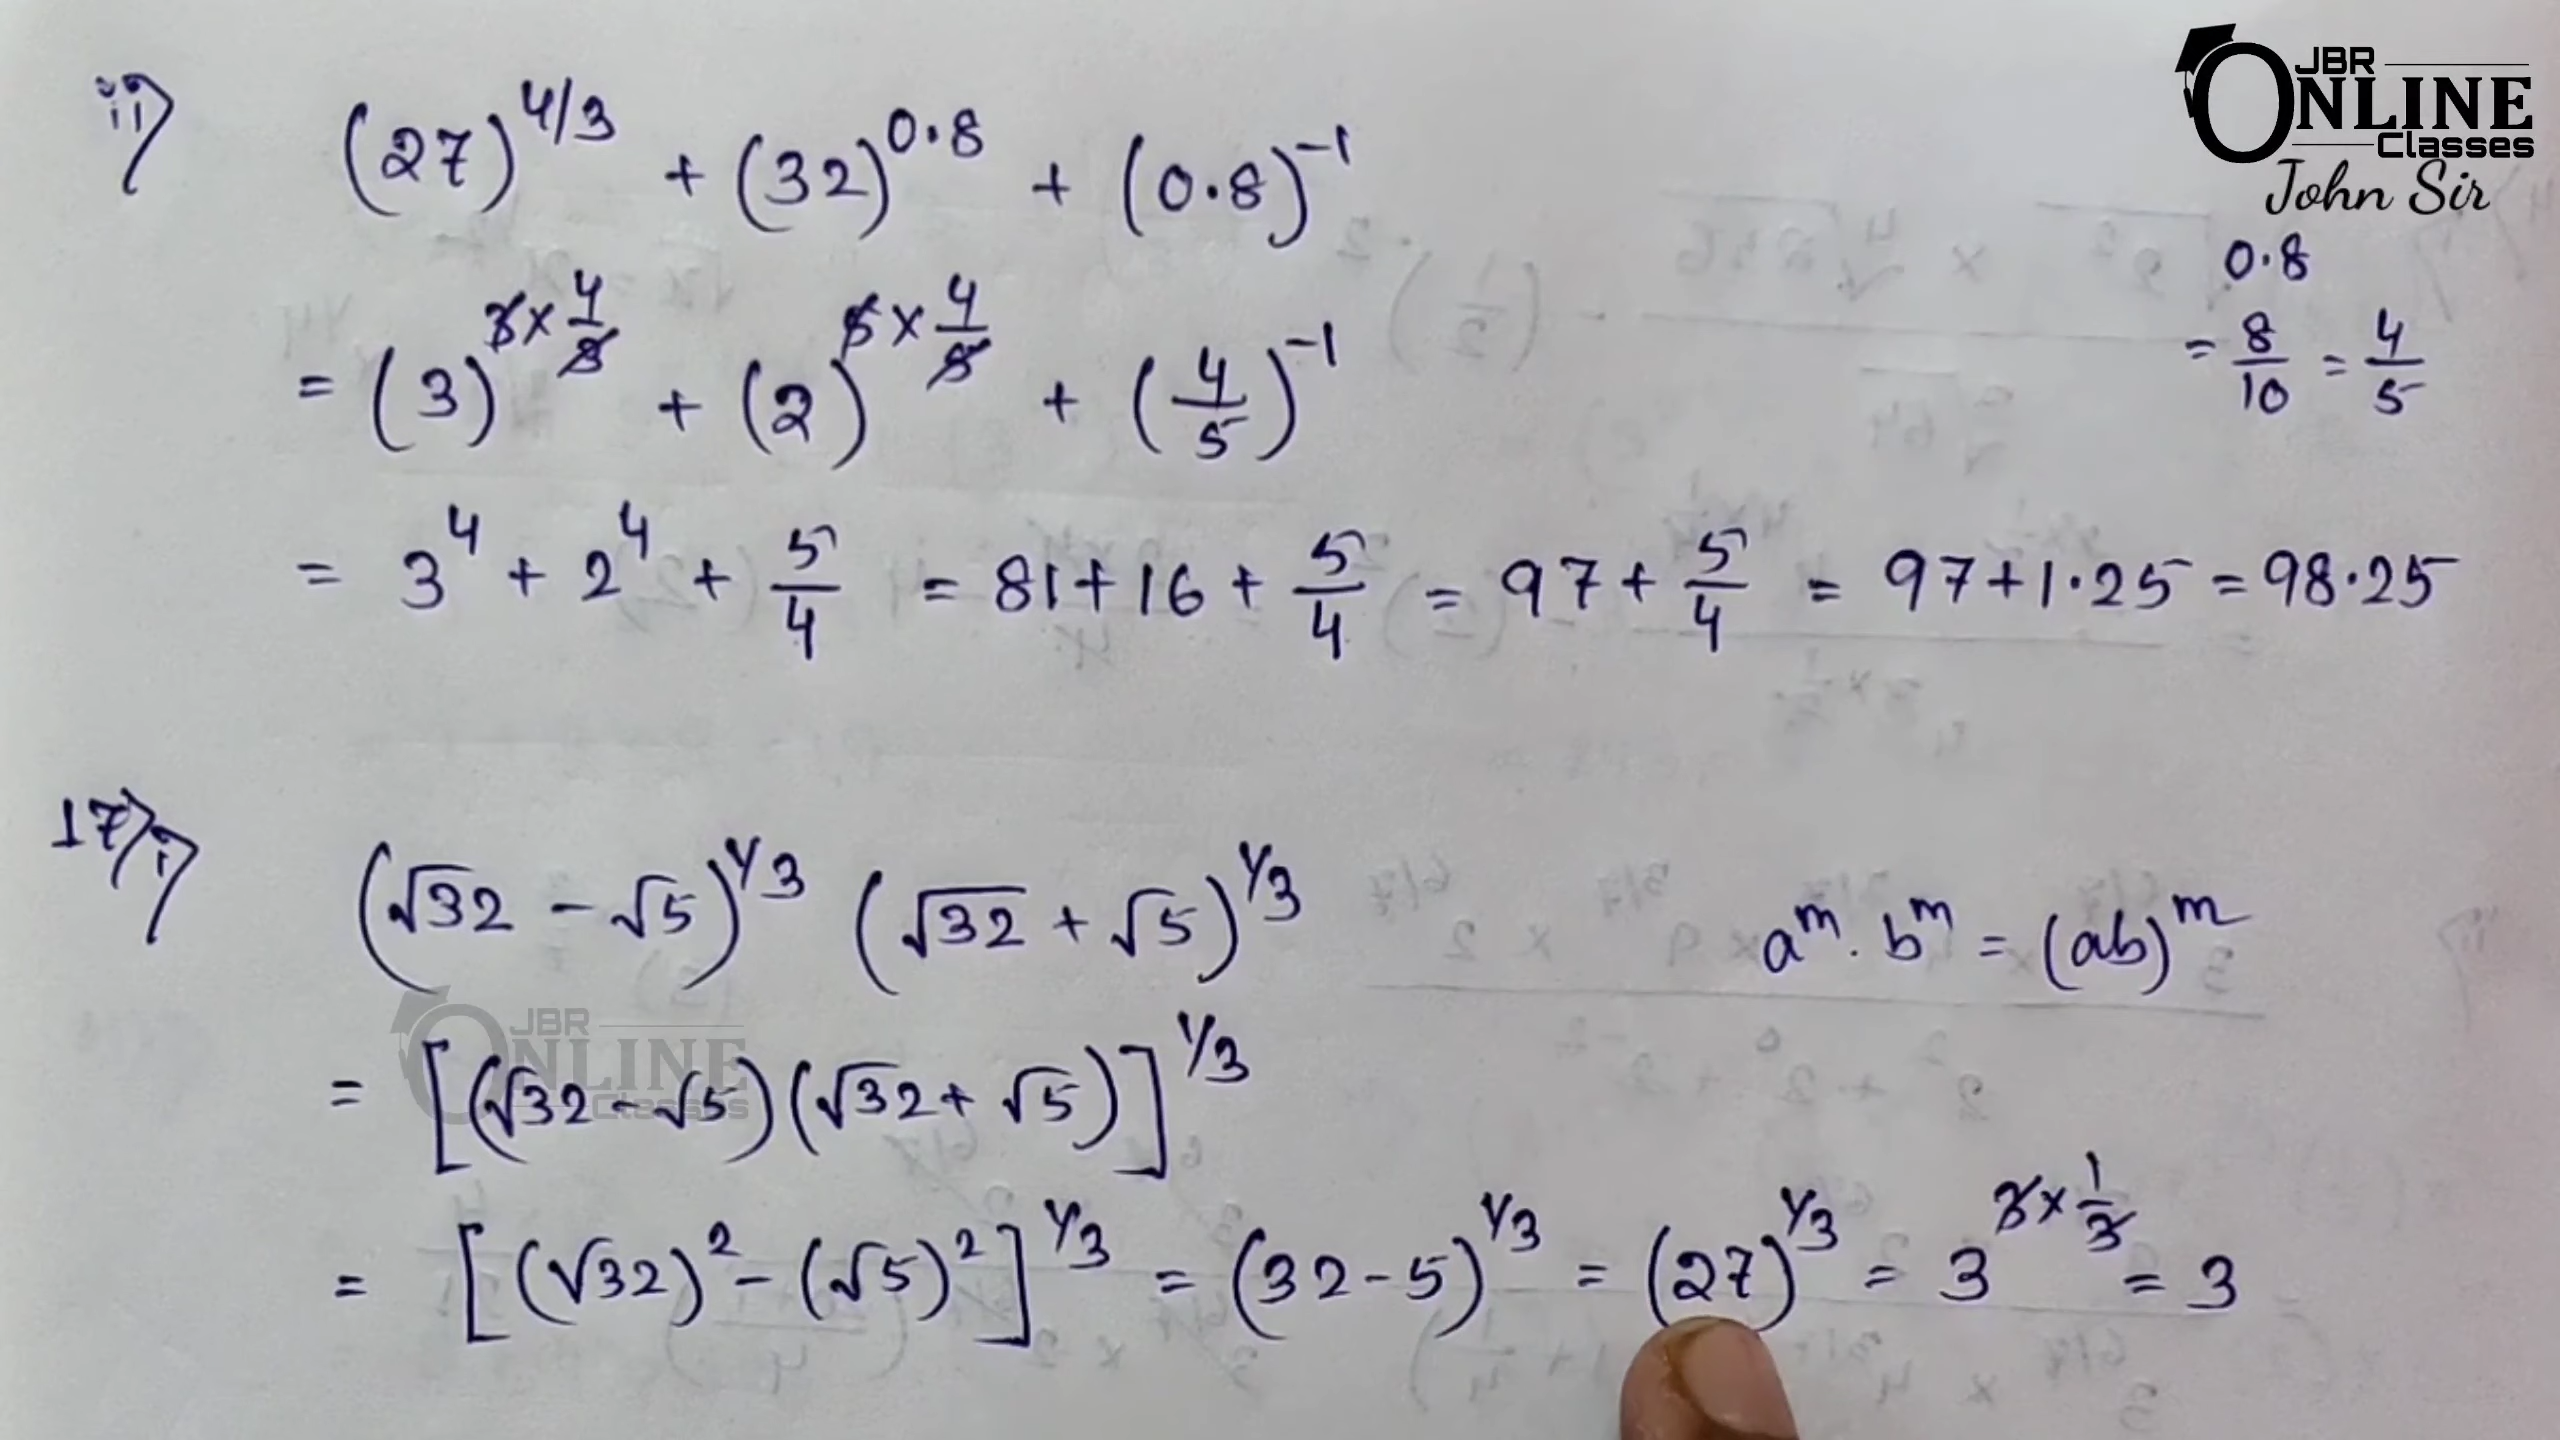 JBR
ONLINE
Classes
John Sir
ii) (27)^{4/3} + (32)^{0.8} + (0.8)^{-1}
0.8
= (3)^{3×4/3} + (2)^{5×4/5} + (4/5)^{-1}
= 8/10 = 4/5
= 3^4 + 2^4 + 5/4 = 81 + 16 + 5/4 = 97 + 5/4 = 97 + 1.25 = 98.25
17) i) (√32 - √5)^{1/3} (√32 + √5)^{1/3}
a^m . b^m = (ab)^m
JBR
ONLINE
Classes
= [(√32 - √5)(√32 + √5)]^{1/3}
= [(√32)^2 - (√5)^2]^{1/3} = (32 - 5)^{1/3} = (27)^{1/3} = 3^{3×1/3} = 3